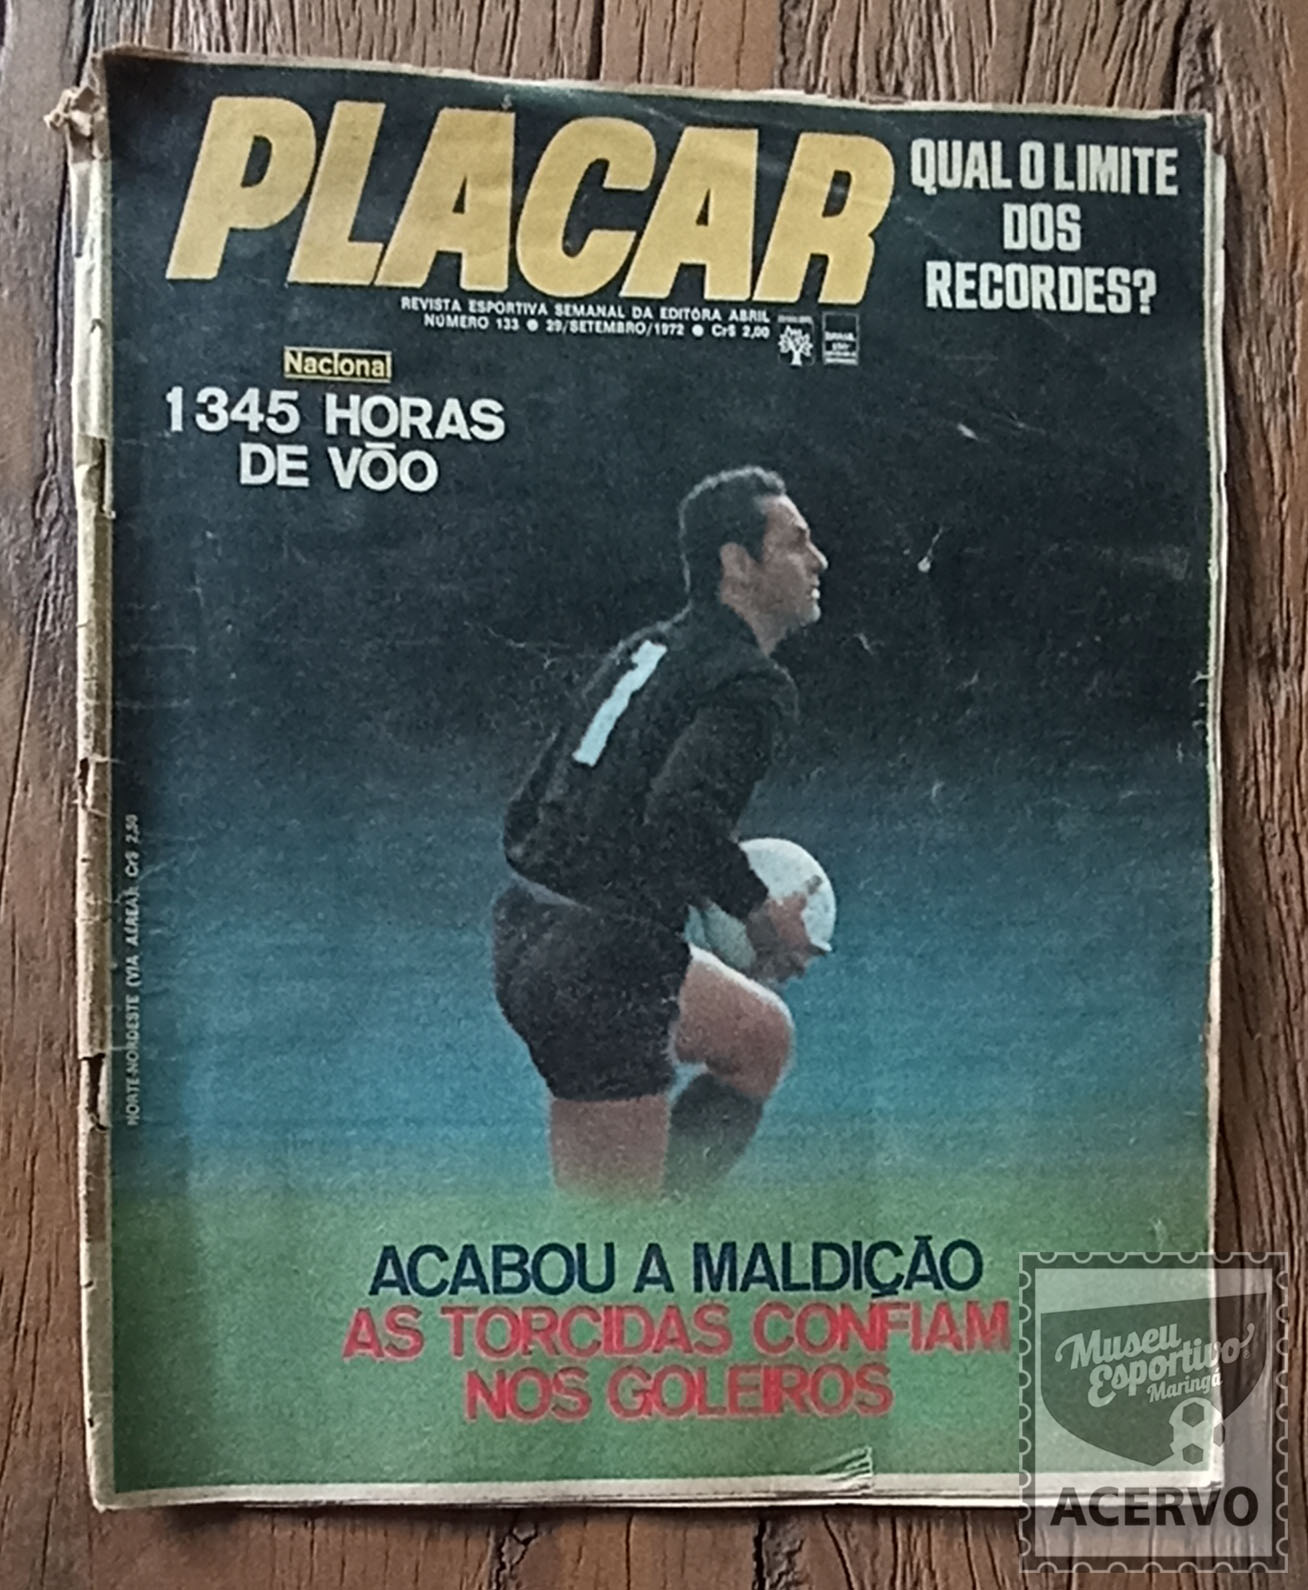 PLACAR
QUAL O LIMITE
DOS
RECORDES?
REVISTA ESPORTIVA SEMANAL DA EDITÔRA ABRIL
NÚMERO 133 ● 29/SETEMBRO/1972 ● Cr$ 2,00
Nacional
1345 HORAS
DE VÔO
1
NORTE-NORDESTE (VIA AÉREA): Cr$ 2,50
ACABOU A MALDIÇÃO
AS TORCIDAS CONFIAM
NOS GOLEIROS
Museu
Esportivo
Maringá
ACERVO